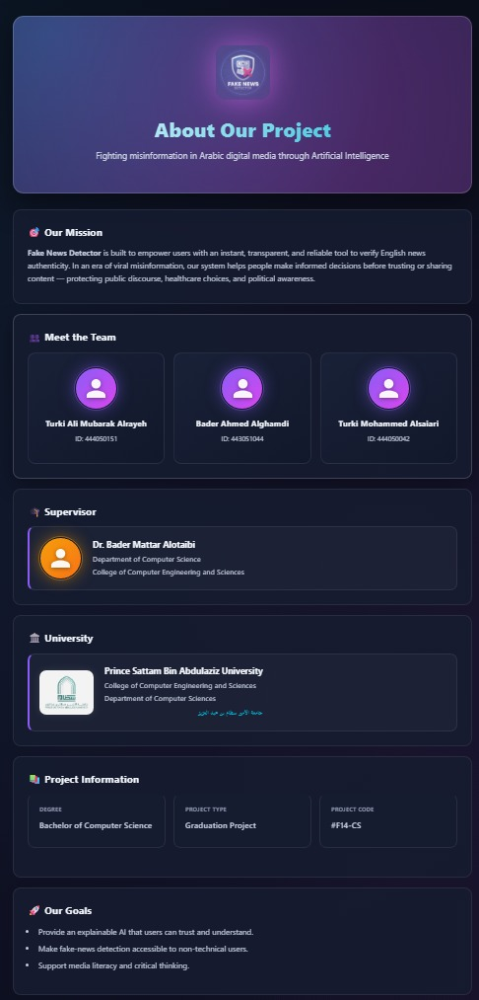 FAKE NEWS
About Our Project
Fighting misinformation in Arabic digital media through Artificial Intelligence
Our Mission
Fake News Detector is built to empower users with an instant, transparent, and reliable tool to verify English news
authenticity. In an era of viral misinformation, our system helps people make informed decisions before trusting or sharing
content — protecting public discourse, healthcare choices, and political awareness.
Meet the Team
Turki Ali Mubarak Alrayeh
ID: 444050151
Bader Ahmed Alghamdi
ID: 443051044
Turki Mohammed Alsaiari
ID: 444050042
Supervisor
Dr. Bader Mattar Alotaibi
Department of Computer Science
College of Computer Engineering and Sciences
University
Prince Sattam Bin Abdulaziz University
College of Computer Engineering and Sciences
Department of Computer Sciences
جامعة الأمير سطام بن عبد العزيز
Project Information
DEGREE
Bachelor of Computer Science
PROJECT TYPE
Graduation Project
PROJECT CODE
#F14-CS
Our Goals
• Provide an explainable AI that users can trust and understand.
• Make fake-news detection accessible to non-technical users.
• Support media literacy and critical thinking.